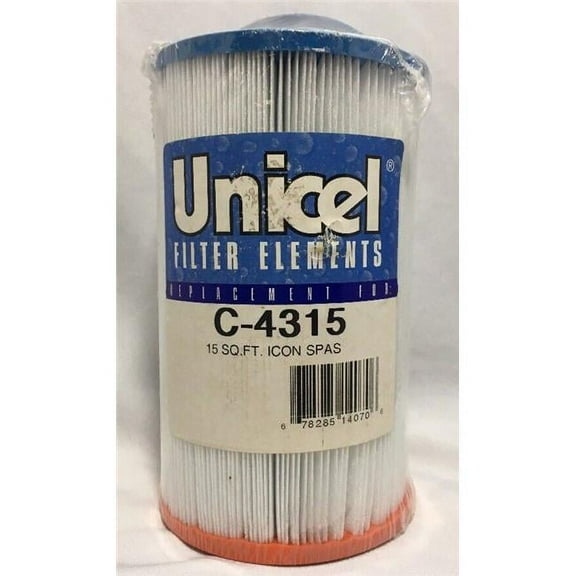 Unicel®
FILTER ELEMENTS
REPLACEMENT FOR:
C-4315
15 SQ.FT. ICON SPAS
6 78285 14070 6